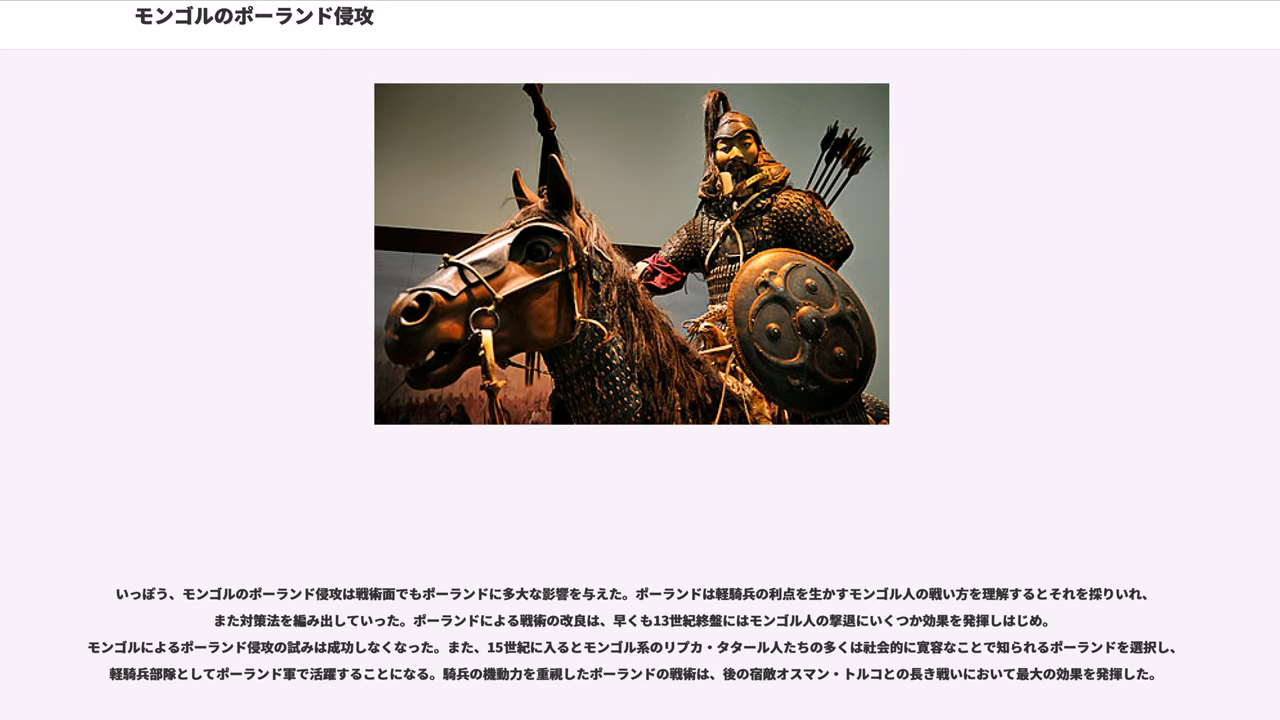 モンゴルのポーランド侵攻
いっぽう、モンゴルのポーランド侵攻は戦術面でもポーランドに多大な影響を与えた。ポーランドは軽騎兵の利点を生かすモンゴル人の戦い方を理解するとそれを採りいれ、
また対策法を編み出していった。ポーランドによる戦術の改良は、早くも13世紀終盤にはモンゴル人の撃退にいくつか効果を発揮しはじめ。
モンゴルによるポーランド侵攻の試みは成功しなくなった。また、15世紀に入るとモンゴル系のリプカ・タタール人たちの多くは社会的に寛容なことで知られるポーランドを選択し、
軽騎兵部隊としてポーランド軍で活躍することになる。騎兵の機動力を重視したポーランドの戦術は、後の宿敵オスマン・トルコとの長き戦いにおいて最大の効果を発揮した。